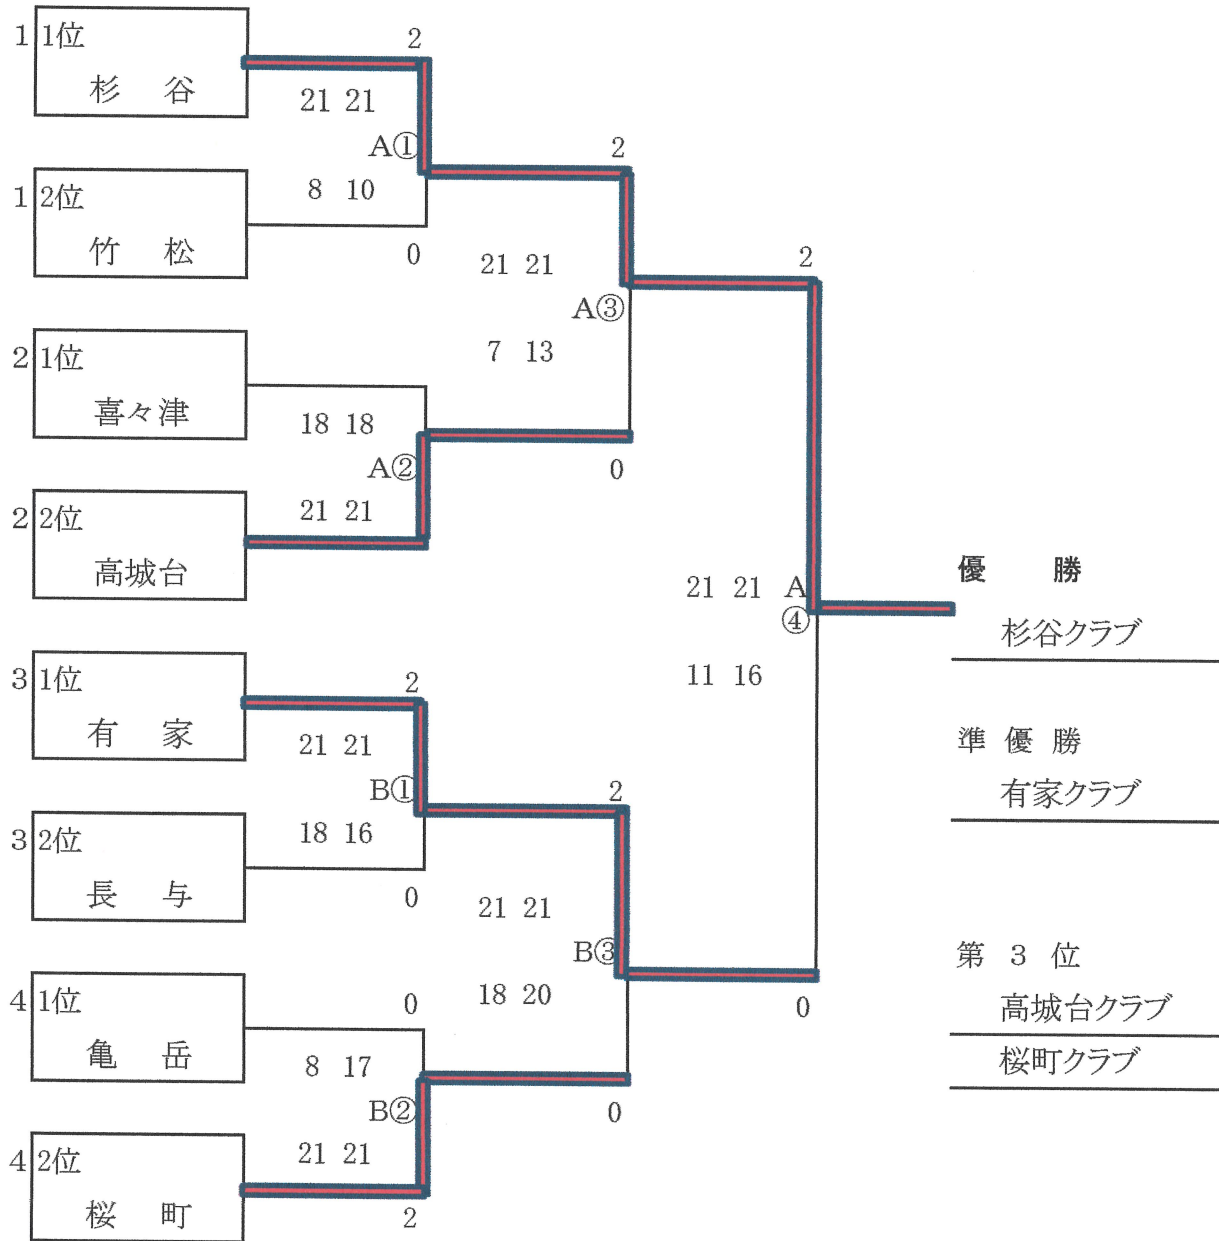 1 1位 2
杉 谷
21 21
A①
2
1 2位
8 10
竹 松
0
21 21
2
A③
2 1位
7 13
喜々津
18 18
A②
0
2 2位
21 21
高城台
21 21 A
④
11 16
優 勝
杉谷クラブ
3 1位 2
有 家
21 21
B①
2
3 2位
18 16
長 与
0
21 21
B③
準 優 勝
有家クラブ
4 1位
0
18 20
亀 岳
8 17
B②
0
0
4 2位
21 21
桜 町
2
第 3 位
高城台クラブ
桜町クラブ